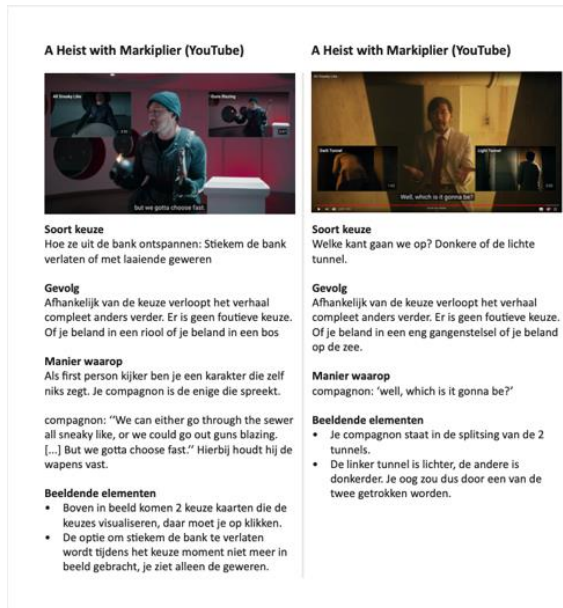 A Heist with Markiplier (YouTube)
All Sneaky Like
Guns Blazing
but we gotta choose fast.
Soort keuze
Hoe ze uit de bank ontspannen: Stiekem de bank
verlaten of met laaiende geweren
Gevolg
Afhankelijk van de keuze verloopt het verhaal
compleet anders verder. Er is geen foutieve keuze.
Of je beland in een riool of je beland in een bos
Manier waarop
Als first person kijker ben je een karakter die zelf
niks zegt. Je compagnon is de enige die spreekt.
compagnon: “We can either go through the sewer
all sneaky like, or we could go out guns blazing.
[...] But we gotta choose fast.” Hierbij houdt hij de
wapens vast.
Beeldende elementen
• Boven in beeld komen 2 keuze kaarten die de
keuzes visualiseren, daar moet je op klikken.
• De optie om stiekem de bank te verlaten
wordt tijdens het keuze moment niet meer in
beeld gebracht, je ziet alleen de geweren.
A Heist with Markiplier (YouTube)
Dark Tunnel
Light Tunnel
Well, which is it gonna be?
Soort keuze
Welke kant gaan we op? Donkere of de lichte
tunnel.
Gevolg
Afhankelijk van de keuze verloopt het verhaal
compleet anders verder. Er is geen foutieve keuze.
Of je beland in een eng gangenstelsel of je beland
op de zee.
Manier waarop
compagnon: ‘well, which is it gonna be?’
Beeldende elementen
• Je compagnon staat in de splitsing van de 2
tunnels.
• De linker tunnel is lichter, de andere is
donkerder. Je oog zou dus door een van de
twee getrokken worden.